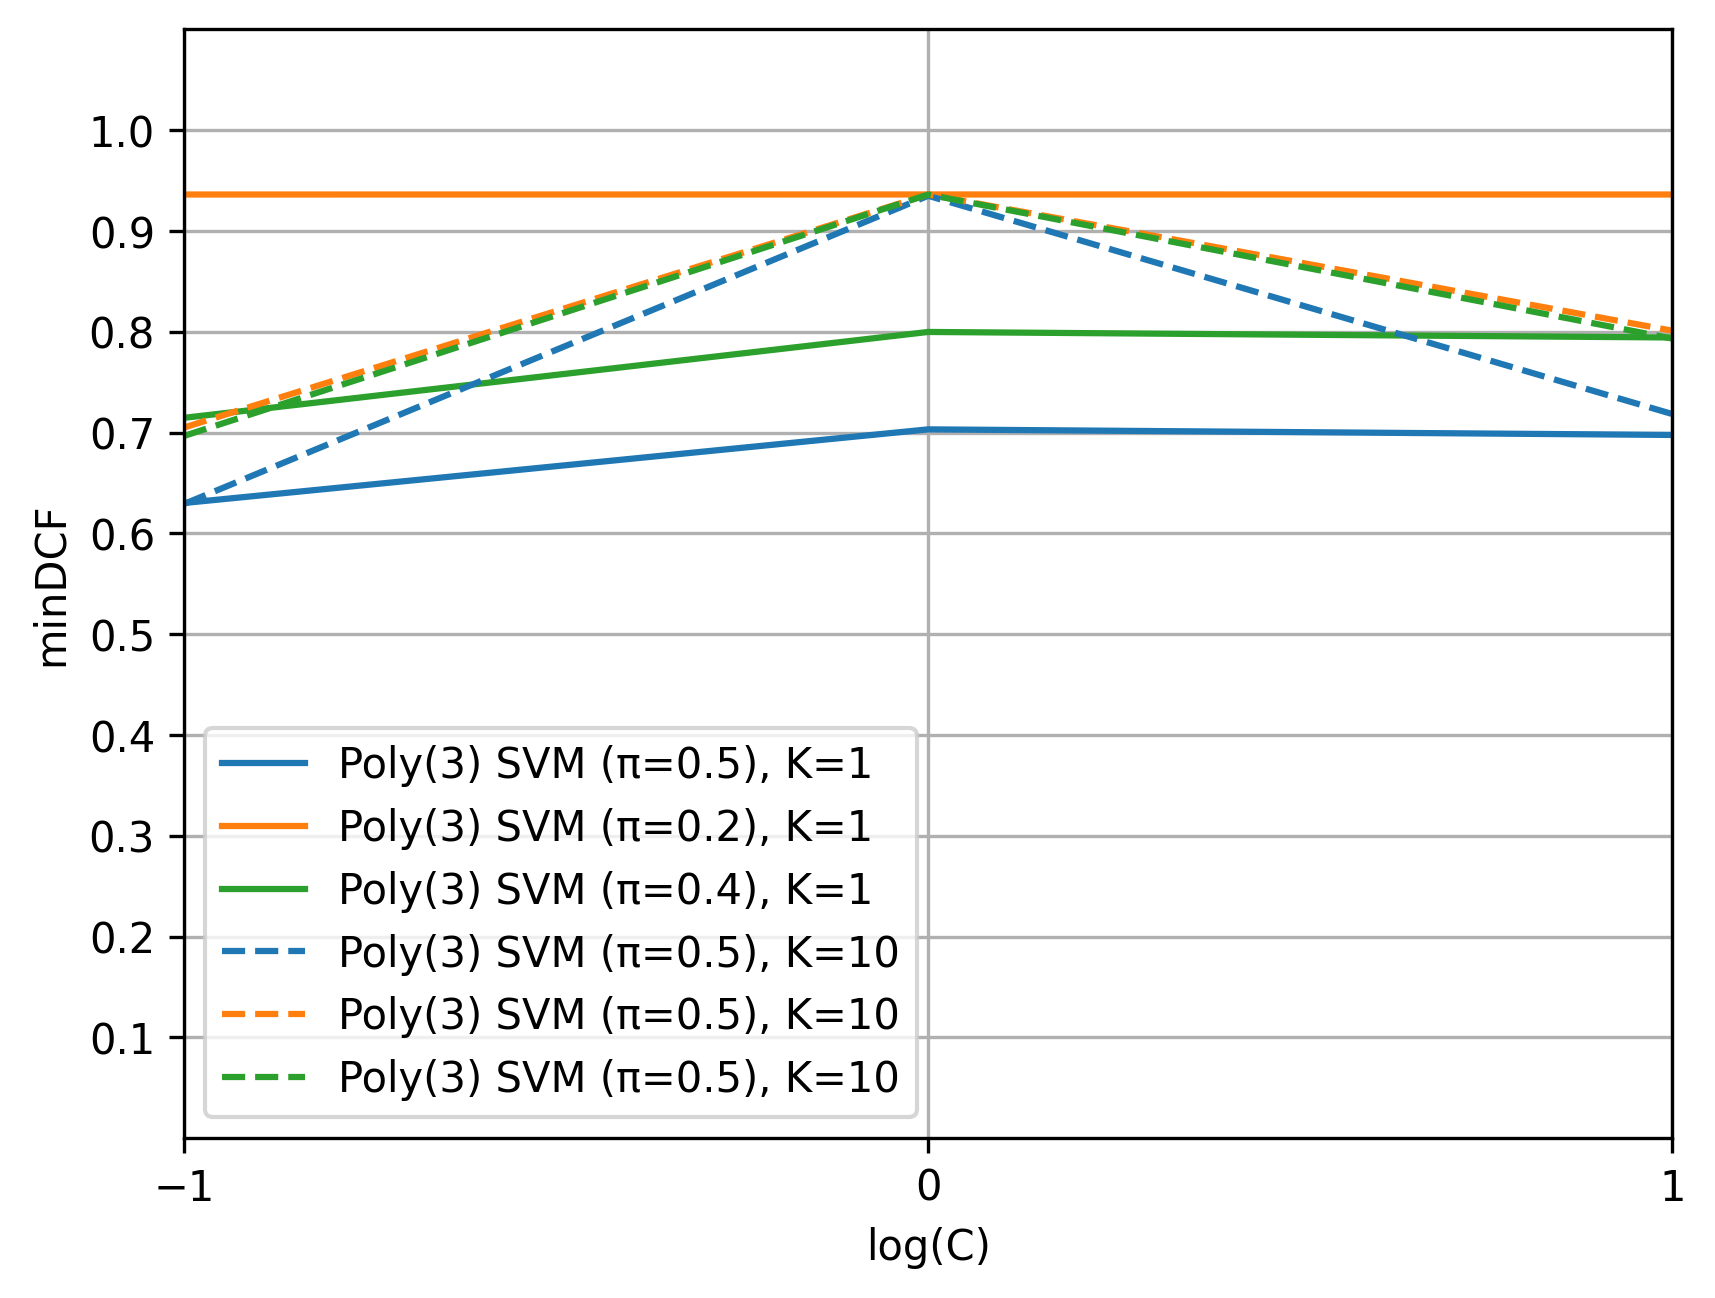 1.0
0.9
0.8
0.7
0.6
0.5
0.4
0.3
0.2
0.1
minDCF
Poly(3) SVM (π=0.5), K=1
Poly(3) SVM (π=0.2), K=1
Poly(3) SVM (π=0.4), K=1
Poly(3) SVM (π=0.5), K=10
Poly(3) SVM (π=0.5), K=10
Poly(3) SVM (π=0.5), K=10
−1 0 1
log(C)